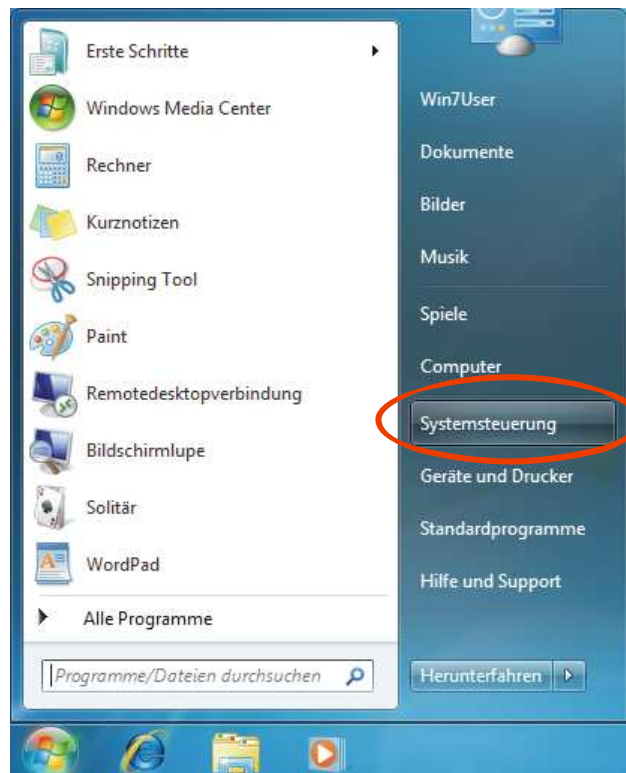 Erste Schritte
Windows Media Center
Rechner
Kurznotizen
Snipping Tool
Paint
Remotedesktopverbindung
Bildschirmlupe
Solitär
WordPad
Alle Programme
Programme/Dateien durchsuchen
Win7User
Dokumente
Bilder
Musik
Spiele
Computer
Systemsteuerung
Geräte und Drucker
Standardprogramme
Hilfe und Support
Herunterfahren